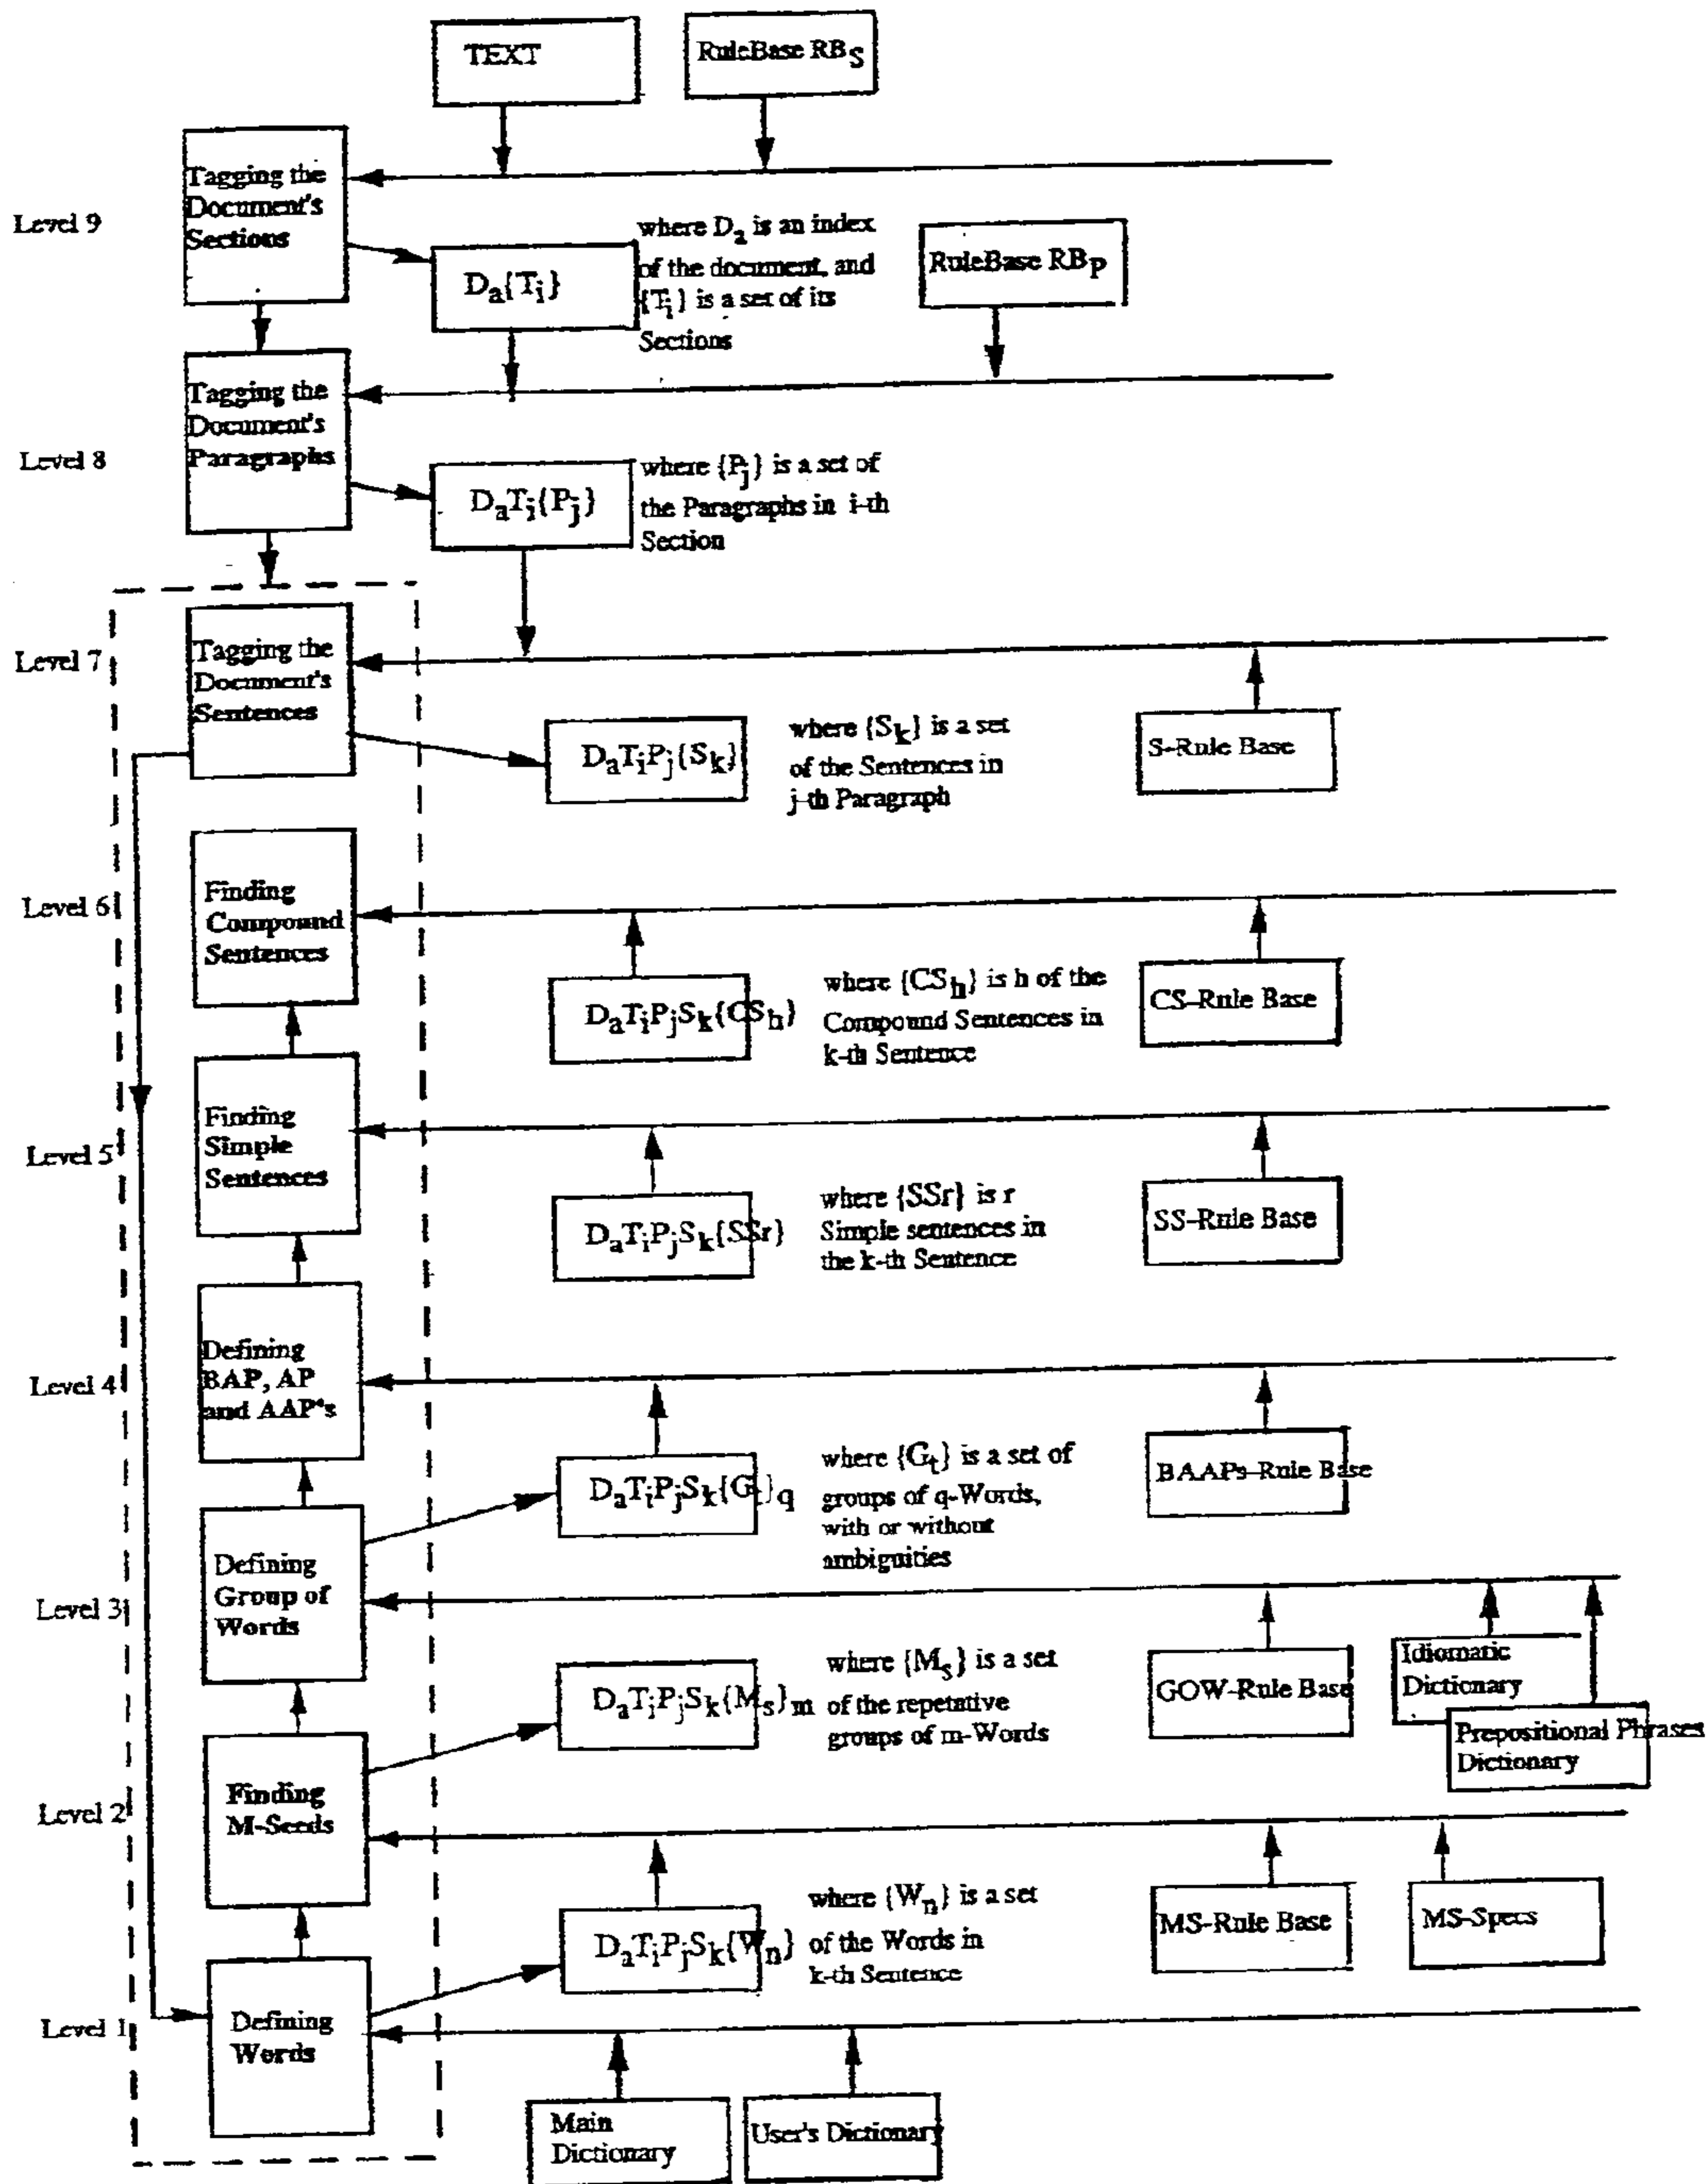 TEXT
RuleBase RBS
Level 9
Tagging the
Document's
Sections
Da{Ti}
where Da is an index
of the document, and
{Ti} is a set of its
Sections
RuleBase RBP
Level 8
Tagging the
Document's
Paragraphs
DaTi{Pj}
where {Pj} is a set of
the Paragraphs in i-th
Section
Level 7
Tagging the
Document's
Sentences
DaTiPj{Sk}
where {Sk} is a set
of the Sentences in
j-th Paragraph
S-Rule Base
Level 6
Finding
Compound
Sentences
DaTiPjSk{CSh}
where {CSh} is h of the
Compound Sentences in
k-th Sentence
CS-Rule Base
Level 5
Finding
Simple
Sentences
DaTiPjSk{SSr}
where {SSr} is r
Simple sentences in
the k-th Sentence
SS-Rule Base
Level 4
Defining
BAP, AP
and AAP's
DaTiPjSk{Gt}q
where {Gt} is a set of
groups of q-Words,
with or without
ambiguities
BAAPs-Rule Base
Level 3
Defining
Group of
Words
DaTiPjSk{Ms}m
where {Ms} is a set
of the repetative
groups of m-Words
GOW-Rule Base
Idiomatic
Dictionary
Prepositional Phrases
Dictionary
Level 2
Finding
M-Seeds
DaTiPjSk{Wn}
where {Wn} is a set
of the Words in
k-th Sentence
MS-Rule Base
MS-Specs
Level 1
Defining
Words
Main
Dictionary
User's Dictionary